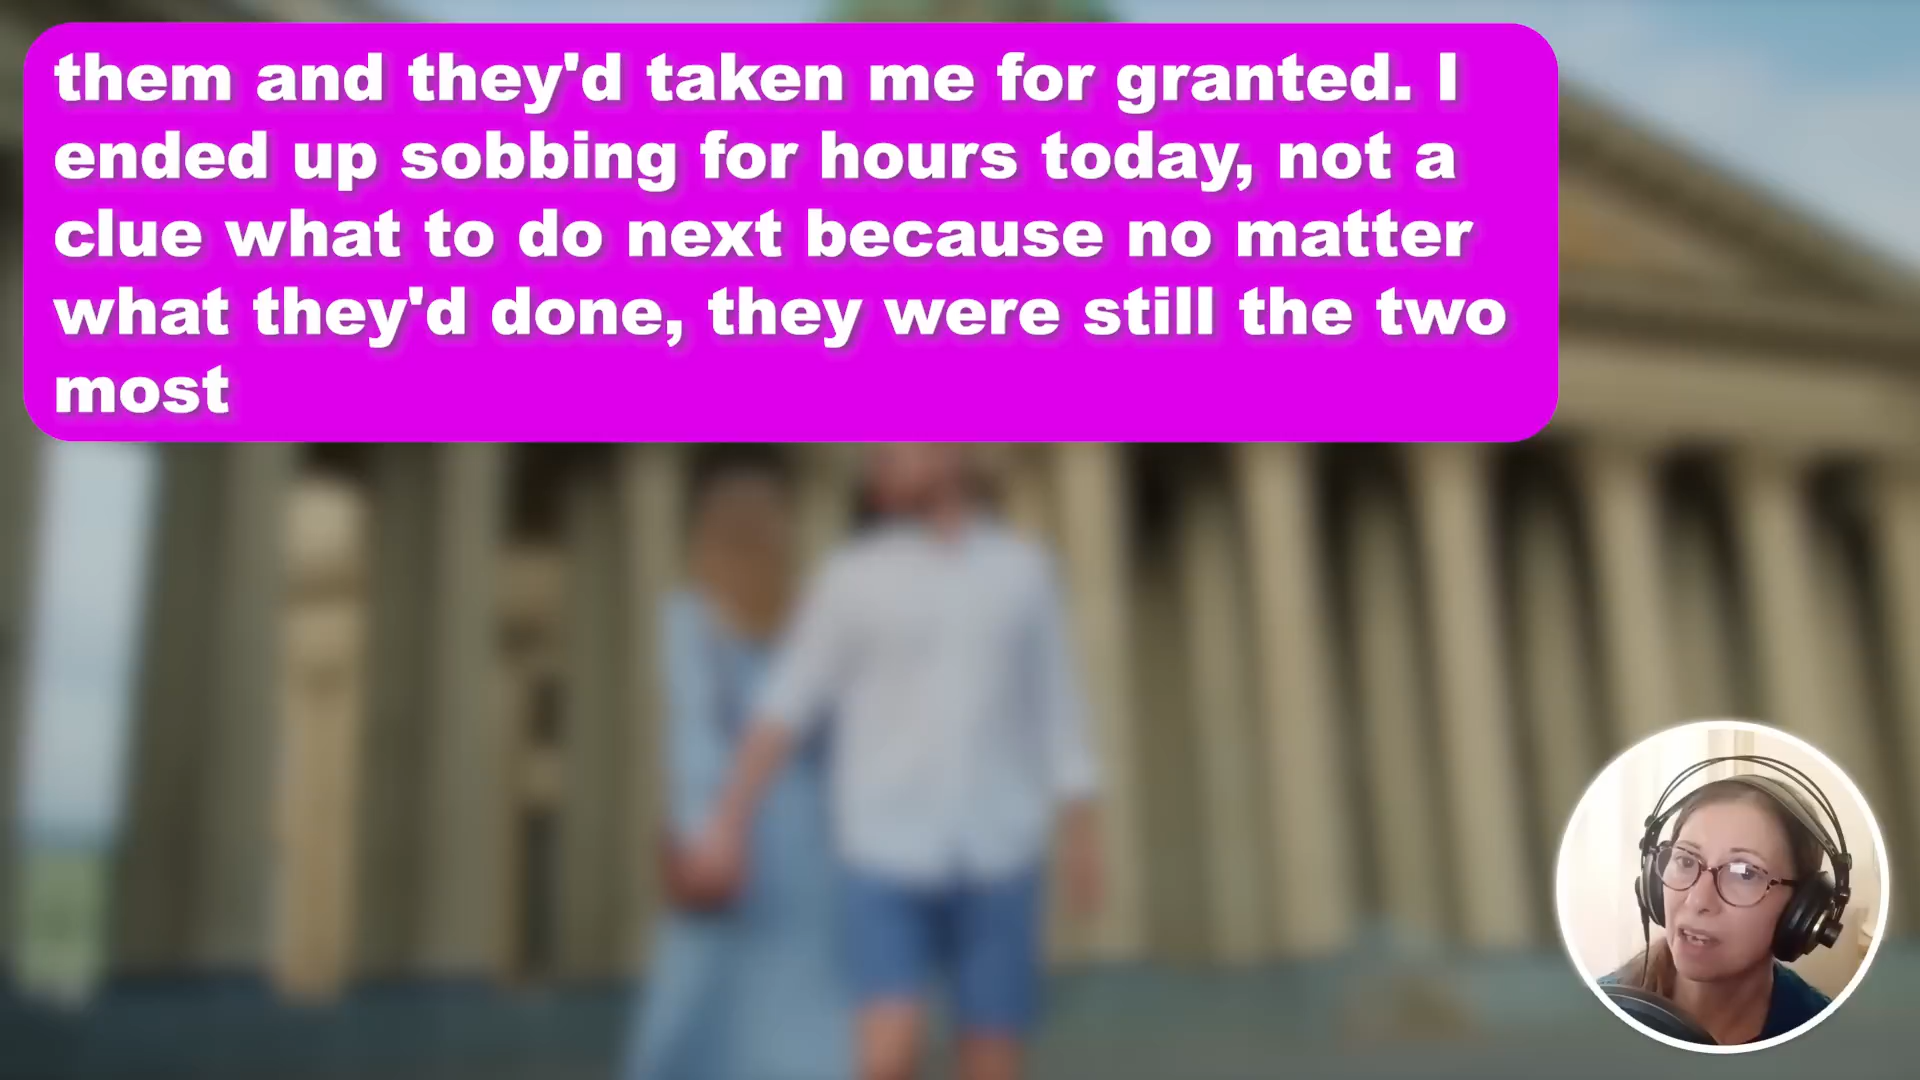 them and they'd taken me for granted. I
ended up sobbing for hours today, not a
clue what to do next because no matter
what they'd done, they were still the two
most